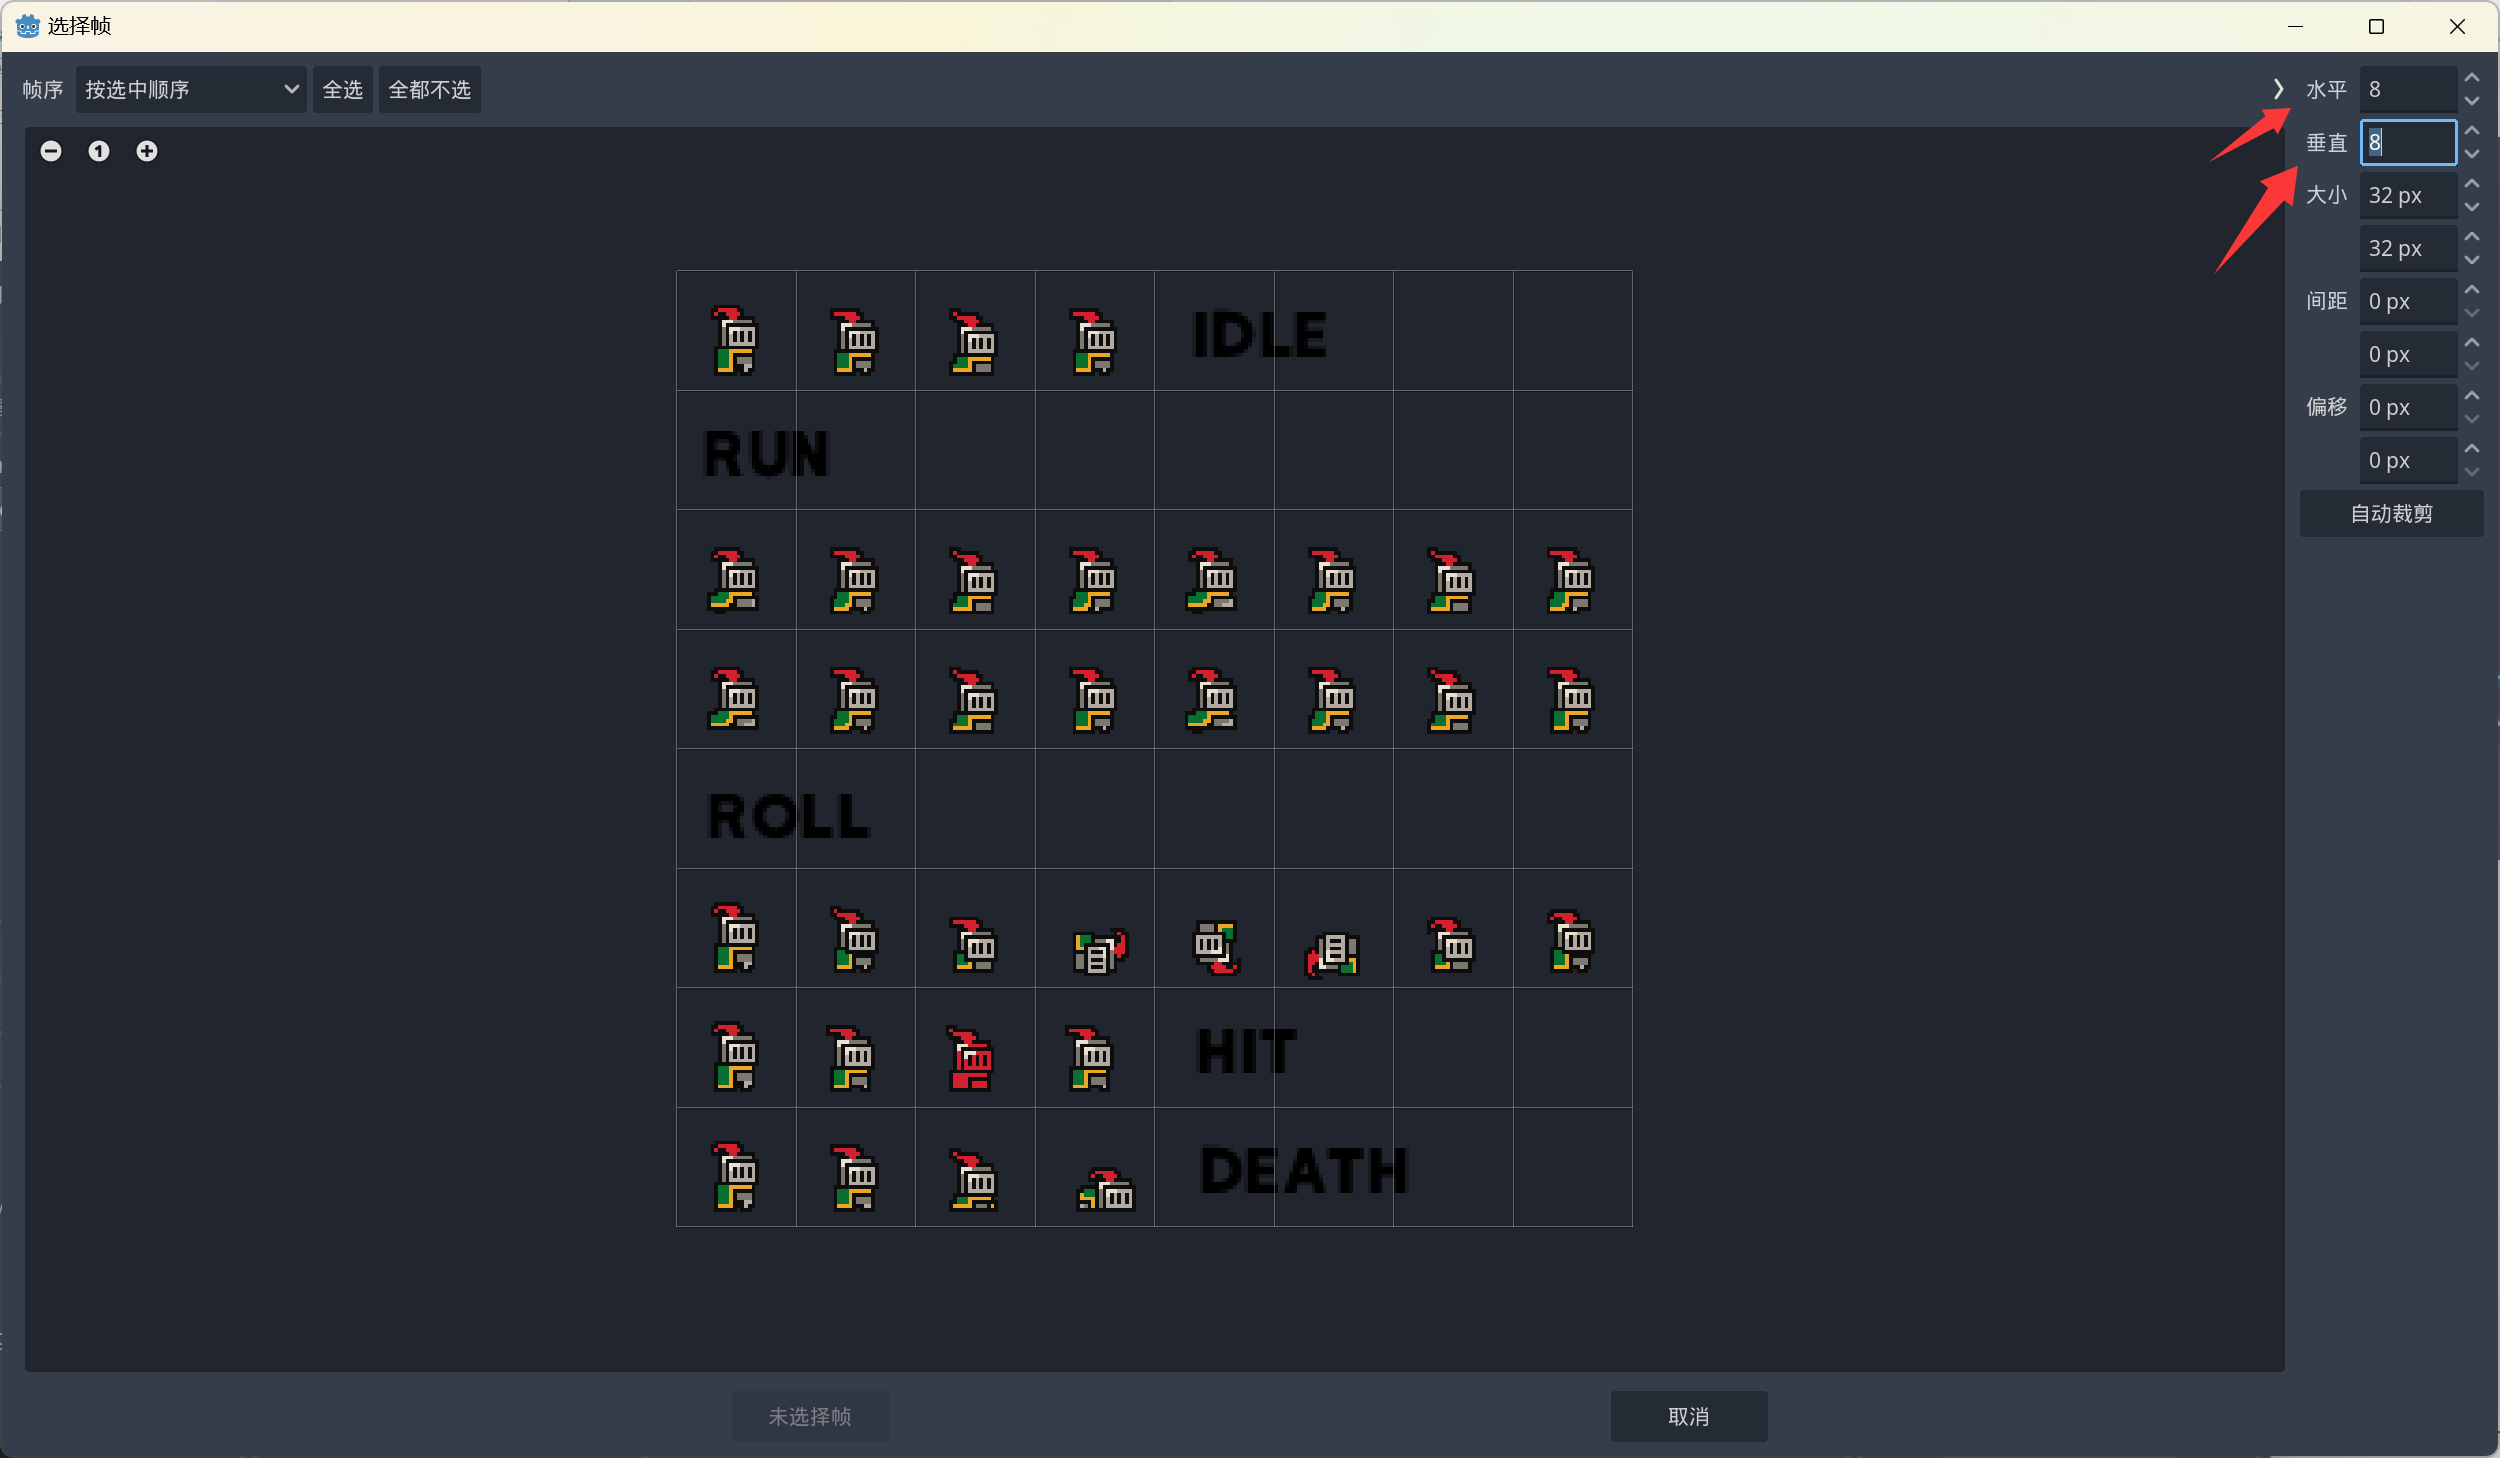 选择帧
帧序 按选中顺序 全选 全都不选
水平 8
垂直 8
大小 32 px
32 px
间距 0 px
0 px
偏移 0 px
0 px
自动裁剪
1
IDLE
RUN
ROLL
HIT
DEATH
未选择帧 取消